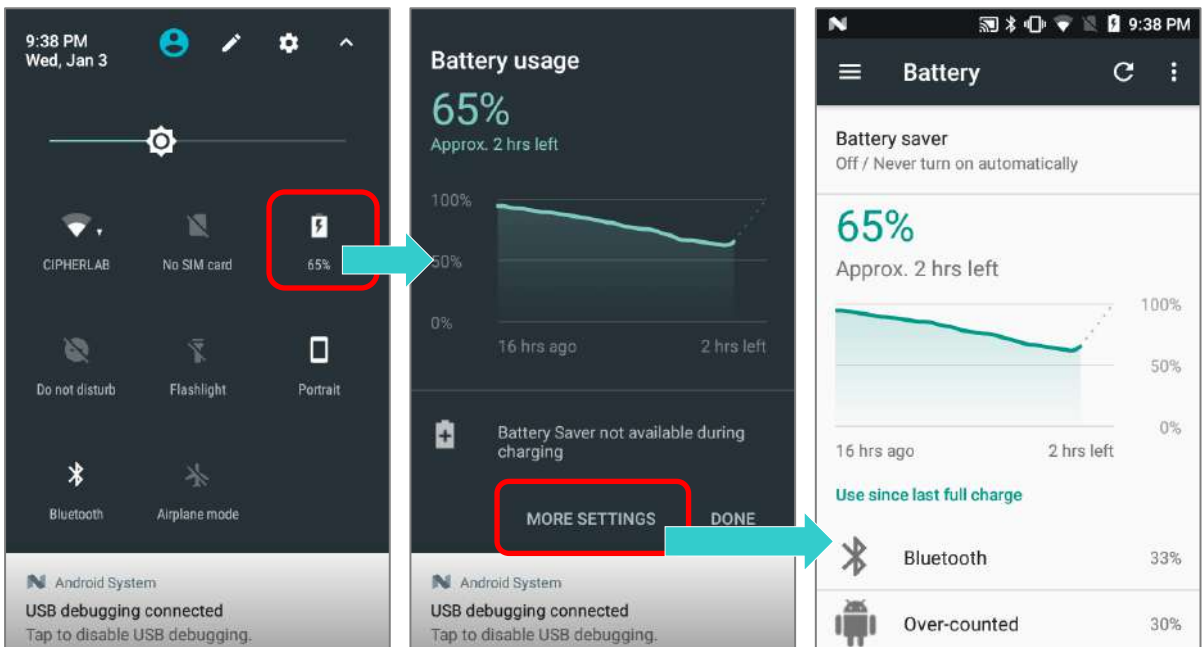 9:38 PM
Wed, Jan 3
CIPHERLAB
No SIM card
65%
Do not disturb
Flashlight
Portrait
Bluetooth
Airplane mode
Android System
USB debugging connected
Tap to disable USB debugging.
Battery usage
65%
Approx. 2 hrs left
100%
50%
0%
16 hrs ago
2 hrs left
Battery Saver not available during
charging
MORE SETTINGS
DONE
Android System
USB debugging connected
Tap to disable USB debugging.
9:38 PM
Battery
Battery saver
Off / Never turn on automatically
65%
Approx. 2 hrs left
100%
50%
0%
16 hrs ago
2 hrs left
Use since last full charge
Bluetooth
33%
Over-counted
30%